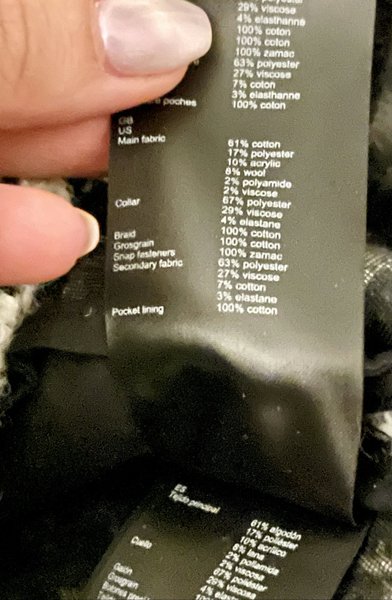 29% viscose
4% elasthanne
100% coton
100% coton
100% zamac
63% polyester
27% viscose
7% coton
3% elasthanne
poches 100% coton
GB
US
Main fabric 61% cotton
17% polyester
10% acrylic
8% wool
2% polyamide
2% viscose
Collar 67% polyester
29% viscose
4% elastane
Braid 100% cotton
Grosgrain 100% cotton
Snap fasteners 100% zamac
Secondary fabric 63% polyester
27% viscose
7% cotton
3% elastane
Pocket lining 100% cotton
ES
Tejido principal 61% algodón
17% poliéster
10% acrílico
8% lana
2% poliamida
2% viscosa
Cuello 67% poliéster